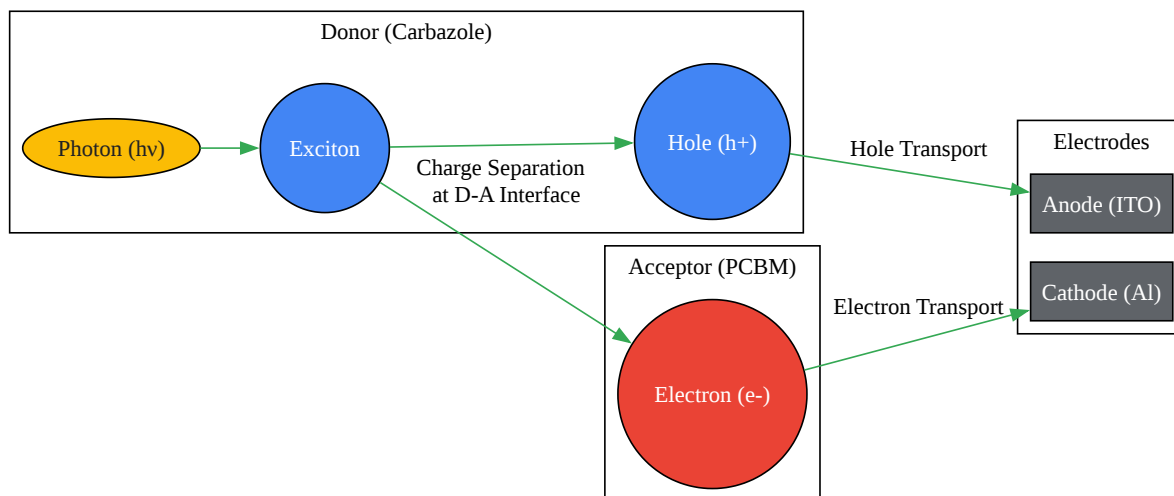 Donor (Carbazole)
Photon (hν)
Exciton
Hole (h+)
Charge Separation
at D-A Interface
Hole Transport
Electrodes
Anode (ITO)
Cathode (Al)
Acceptor (PCBM)
Electron (e-)
Electron Transport